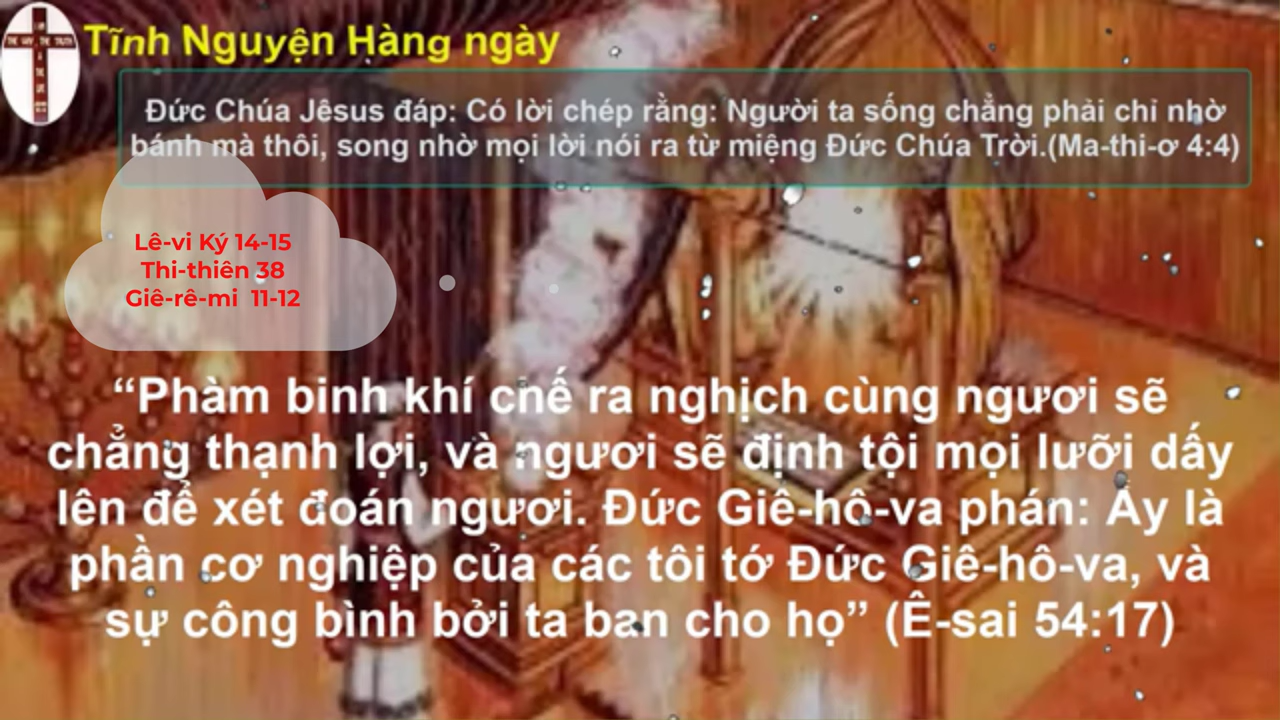 Tĩnh Nguyện Hàng ngày
Đức Chúa Jêsus đáp: Có lời chép rằng: Người ta sống chẳng phải chỉ nhờ
bánh mà thôi, song nhờ mọi lời nói ra từ miệng Đức Chúa Trời.(Ma-thi-ơ 4:4)
Lê-vi Ký 14-15
Thi-thiên 38
Giê-rê-mi 11-12
“Phàm binh khí chế ra nghịch cùng ngươi sẽ
chẳng thạnh lợi, và ngươi sẽ định tội mọi lưỡi dấy
lên để xét đoán ngươi. Đức Giê-hô-va phán: Ấy là
phần cơ nghiệp của các tôi tớ Đức Giê-hô-va, và
sự công bình bởi ta ban cho họ” (Ê-sai 54:17)